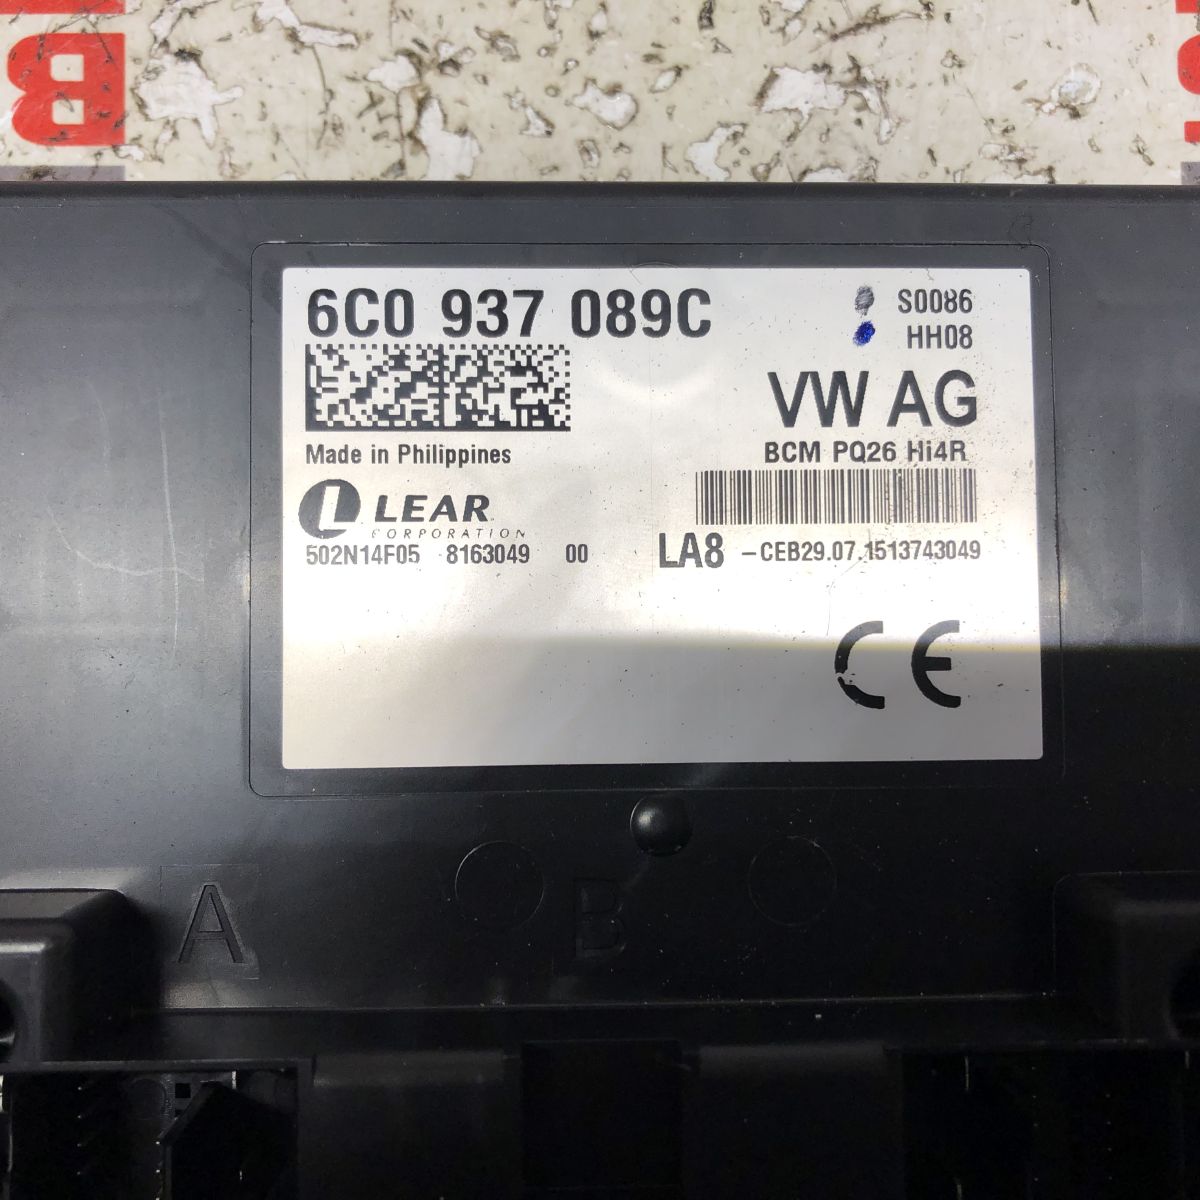 B
6C0 937 089C
S0086
HH08
VW AG
BCM PQ26 Hi4R
Made in Philippines
L LEAR
CORPORATION
502N14F05 8163049 00
LA8 -CEB29.07.1513743049
CE
A
B